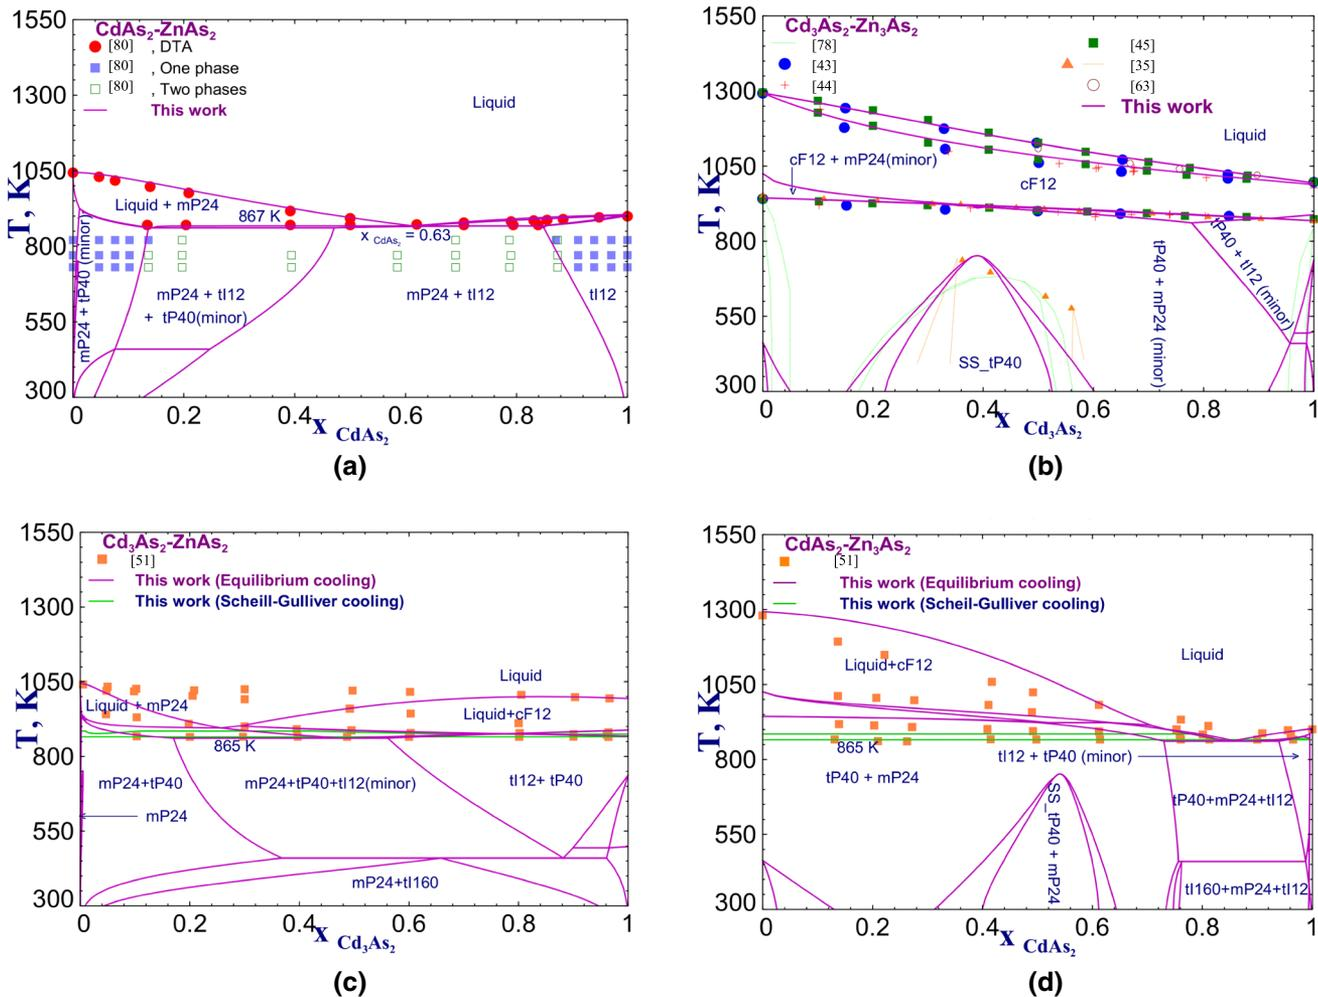 CdAs₂-ZnAs₂
[80] , DTA
[80] , One phase
[80] , Two phases
This work
Liquid
Liquid + mP24
867 K
x CdAs₂ = 0.63
mP24 + tP40 (minor)
mP24 + tI12
+ tP40(minor)
mP24 + tI12
tI12
1550
1300
1050
800
550
300
T, K
0 0.2 0.4 0.6 0.8 1
x CdAs₂
(a)
Cd₃As₂-Zn₃As₂
[78] [45]
[43] [35]
[44] [63]
This work
Liquid
cF12 + mP24(minor)
cF12
tP40 + mP24 (minor)
tP40 + tI12 (minor)
SS_tP40
1550
1300
1050
800
550
300
T, K
0 0.2 0.4 0.6 0.8 1
x Cd₃As₂
(b)
Cd₃As₂-ZnAs₂
[51]
This work (Equilibrium cooling)
This work (Scheill-Gulliver cooling)
Liquid
Liquid + mP24
Liquid+cF12
865 K
mP24+tP40
mP24+tP40+tI12(minor)
tI12+ tP40
mP24
mP24+tI160
1550
1300
1050
800
550
300
T, K
0 0.2 0.4 0.6 0.8 1
x Cd₃As₂
(c)
CdAs₂-Zn₃As₂
[51]
This work (Equilibrium cooling)
This work (Scheil-Gulliver cooling)
Liquid
Liquid+cF12
865 K
tI12 + tP40 (minor)
tP40 + mP24
SS_tP40 + mP24
tP40+mP24+tI12
tI160+mP24+tI12
1550
1300
1050
800
550
300
T, K
0 0.2 0.4 0.6 0.8 1
x CdAs₂
(d)